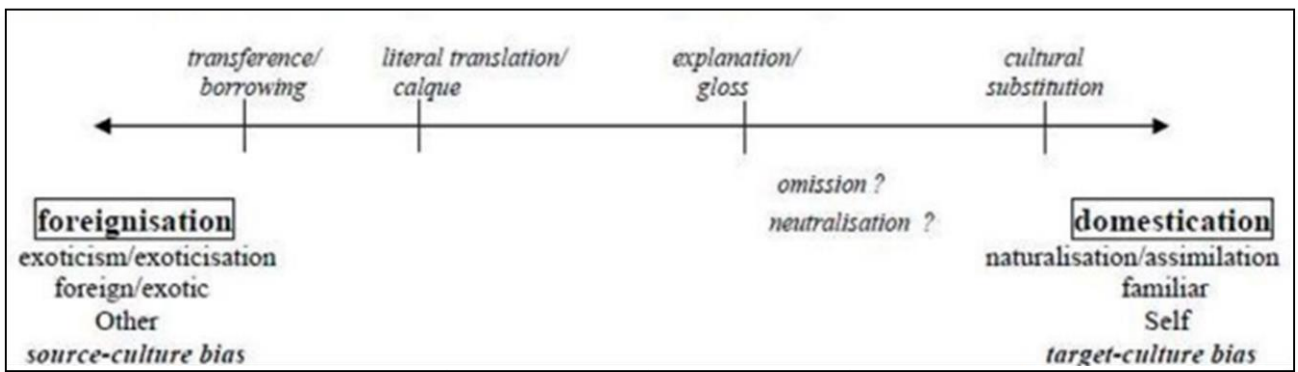 transference/
borrowing
literal translation/
calque
explanation/
gloss
cultural
substitution
omission ?
neutralisation ?
foreignisation
exoticism/exoticisation
foreign/exotic
Other
source-culture bias
domestication
naturalisation/assimilation
familiar
Self
target-culture bias